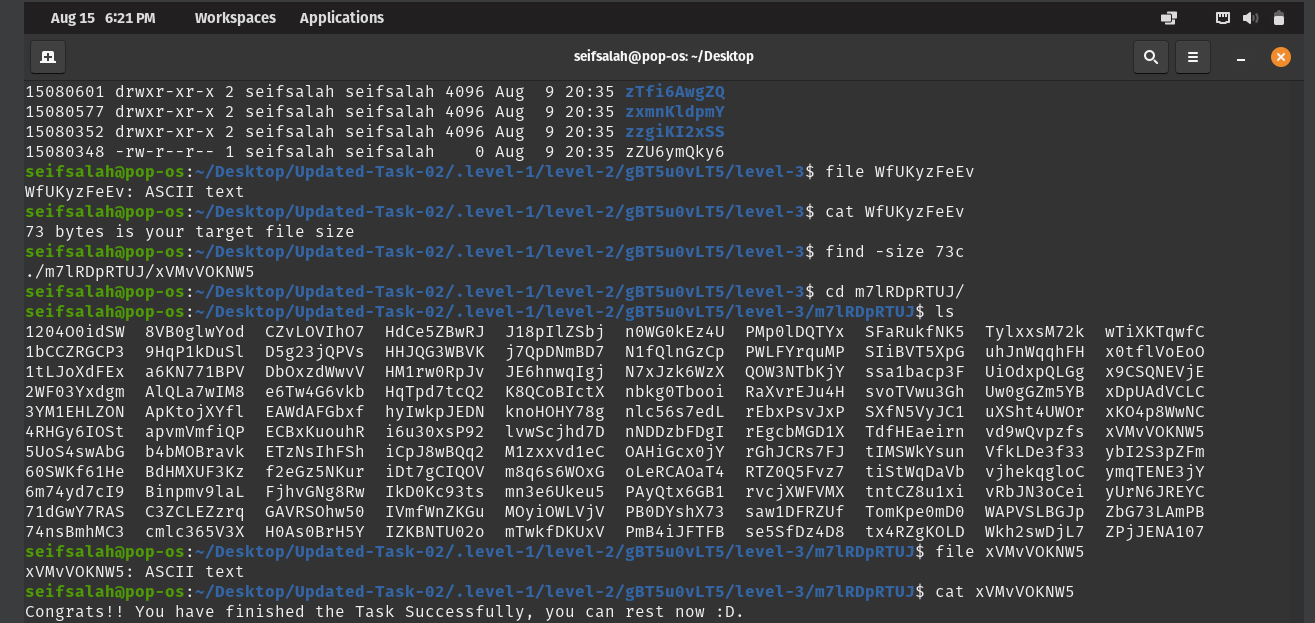 Aug 15 6:21 PM Workspaces Applications
seifsalah@pop-os: ~/Desktop
15080601 drwxr-xr-x 2 seifsalah seifsalah 4096 Aug  9 20:35 zTfi6AwgZQ
15080577 drwxr-xr-x 2 seifsalah seifsalah 4096 Aug  9 20:35 zxmnKldpmY
15080352 drwxr-xr-x 2 seifsalah seifsalah 4096 Aug  9 20:35 zzgiKI2xSS
15080348 -rw-r--r-- 1 seifsalah seifsalah    0 Aug  9 20:35 zZU6ymQky6
seifsalah@pop-os:~/Desktop/Updated-Task-02/.level-1/level-2/gBT5u0vLT5/level-3$ file WfUKyzFeEv
WfUKyzFeEv: ASCII text
seifsalah@pop-os:~/Desktop/Updated-Task-02/.level-1/level-2/gBT5u0vLT5/level-3$ cat WfUKyzFeEv
73 bytes is your target file size
seifsalah@pop-os:~/Desktop/Updated-Task-02/.level-1/level-2/gBT5u0vLT5/level-3$ find -size 73c
./m7lRDpRTUJ/xVMvVOKNW5
seifsalah@pop-os:~/Desktop/Updated-Task-02/.level-1/level-2/gBT5u0vLT5/level-3$ cd m7lRDpRTUJ/
seifsalah@pop-os:~/Desktop/Updated-Task-02/.level-1/level-2/gBT5u0vLT5/level-3/m7lRDpRTUJ$ ls
1204O0idSW  8VB0glwYod  CZvLOVIhO7  HdCe5ZBwRJ  J18pIlZSbj  n0WG0kEz4U  PMp0lDQTYx  SFaRukfNK5  TylxxsM72k  wTiXKTqwfC
1bCCZRGCP3  9HqP1kDuSl  D5g23jQPVs  HHJQG3WBVK  j7QpDNmBD7  N1fQlnGzCp  PWLFYrquMP  SIiBVT5XpG  uhJnWqqhFH  x0tflVoEoO
1tLJoXdFEx  a6KN771BPV  DbOxzdWwvV  HM1rw0RpJv  JE6hnwqIgj  N7xJzk6WzX  QOW3NTbKjY  ssa1bacp3F  UiOdxpQLGg  x9CSQNEVjE
2WF03Yxdgm  AlQLa7wIM8  e6Tw4G6vkb  HqTpd7tcQ2  K8QCoBIctX  nbkg0Tbooi  RaXvrEJu4H  svoTVwu3Gh  Uw0gGZm5YB  xDpUAdVCLC
3YM1EHLZON  ApKtojXYfl  EAWdAFGbxf  hyIwkpJEDN  knoHOHY78g  nlc56s7edL  rEbxPsvJxP  SXfN5VyJC1  uXSht4UWOr  xKO4p8WwNC
4RHGy6IOSt  apvmVmfiQP  ECBxKuouhR  i6u30xsP92  lvwScjhd7D  nNDDzbFDgI  rEgcbMGD1X  TdfHEaeirn  vd9wQvpzfs  xVMvVOKNW5
5UoS4swAbG  b4bMOBravk  ETzNsIhFSh  iCpJ8wBQq2  M1zxxvd1eC  OAHiGcx0jY  rGhJCRs7FJ  tIMSWkYsun  VfkLDe3f33  ybI2S3pZFm
60SWKf61He  BdHMXUF3Kz  f2eGz5NKur  iDt7gCIQOV  m8q6s6WOxG  oLeRCAOaT4  RTZ0Q5Fvz7  tiStWqDaVb  vjhekqgloC  ymqTENE3jY
6m74yd7cI9  Binpmv9laL  FjhvGNg8Rw  IkD0Kc93ts  mn3e6Ukeu5  PAyQtx6GB1  rvcjXWFVMX  tntCZ8u1xi  vRbJN3oCei  yUrN6JREYC
71dGwY7RAS  C3ZCLEZzrq  GAVRSOhw50  IVmfWnZKGu  MOyiOWLVjV  PB0DYshX73  saw1DFRZUf  TomKpe0mD0  WAPVSLBGJp  ZbG73LAmPB
74nsBmhMC3  cmlc365V3X  H0As0BrH5Y  IZKBNTU02o  mTwkfDKUxV  PmB4iJFTFB  se5SfDz4D8  tx4RZgKOLD  Wkh2swDjL7  ZPjJENA107
seifsalah@pop-os:~/Desktop/Updated-Task-02/.level-1/level-2/gBT5u0vLT5/level-3/m7lRDpRTUJ$ file xVMvVOKNW5
xVMvVOKNW5: ASCII text
seifsalah@pop-os:~/Desktop/Updated-Task-02/.level-1/level-2/gBT5u0vLT5/level-3/m7lRDpRTUJ$ cat xVMvVOKNW5
Congrats!! You have finished the Task Successfully, you can rest now :D.